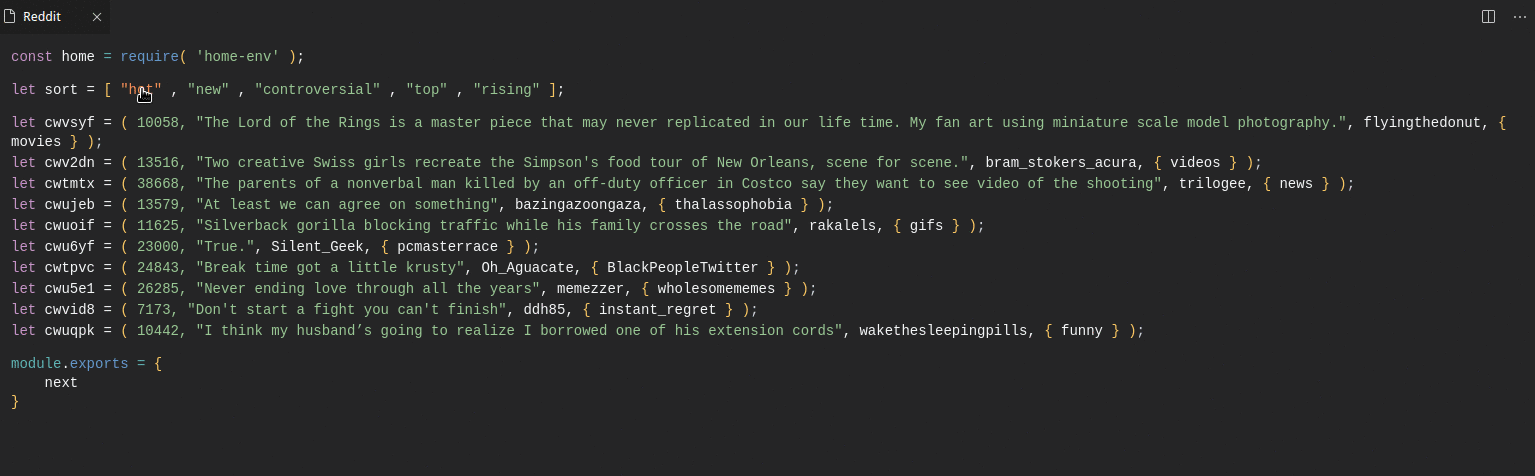 Reddit
const home = require( 'home-env' );
let sort = [ "hot" , "new" , "controversial" , "top" , "rising" ];
let cwvsyf = ( 10058, "The Lord of the Rings is a master piece that may never replicated in our life time. My fan art using miniature scale model photography.", flyingthedonut, {
movies } );
let cwv2dn = ( 13516, "Two creative Swiss girls recreate the Simpson's food tour of New Orleans, scene for scene.", bram_stokers_acura, { videos } );
let cwtmtx = ( 38668, "The parents of a nonverbal man killed by an off-duty officer in Costco say they want to see video of the shooting", trilogee, { news } );
let cwujeb = ( 13579, "At least we can agree on something", bazingazoongaza, { thalassophobia } );
let cwuoif = ( 11625, "Silverback gorilla blocking traffic while his family crosses the road", rakalels, { gifs } );
let cwu6yf = ( 23000, "True.", Silent_Geek, { pcmasterrace } );
let cwtpvc = ( 24843, "Break time got a little krusty", Oh_Aguacate, { BlackPeopleTwitter } );
let cwu5e1 = ( 26285, "Never ending love through all the years", memezzer, { wholesomememes } );
let cwvid8 = ( 7173, "Don't start a fight you can't finish", ddh85, { instant_regret } );
let cwuqpk = ( 10442, "I think my husband’s going to realize I borrowed one of his extension cords", wakethesleepingpills, { funny } );
module.exports = {
    next
}